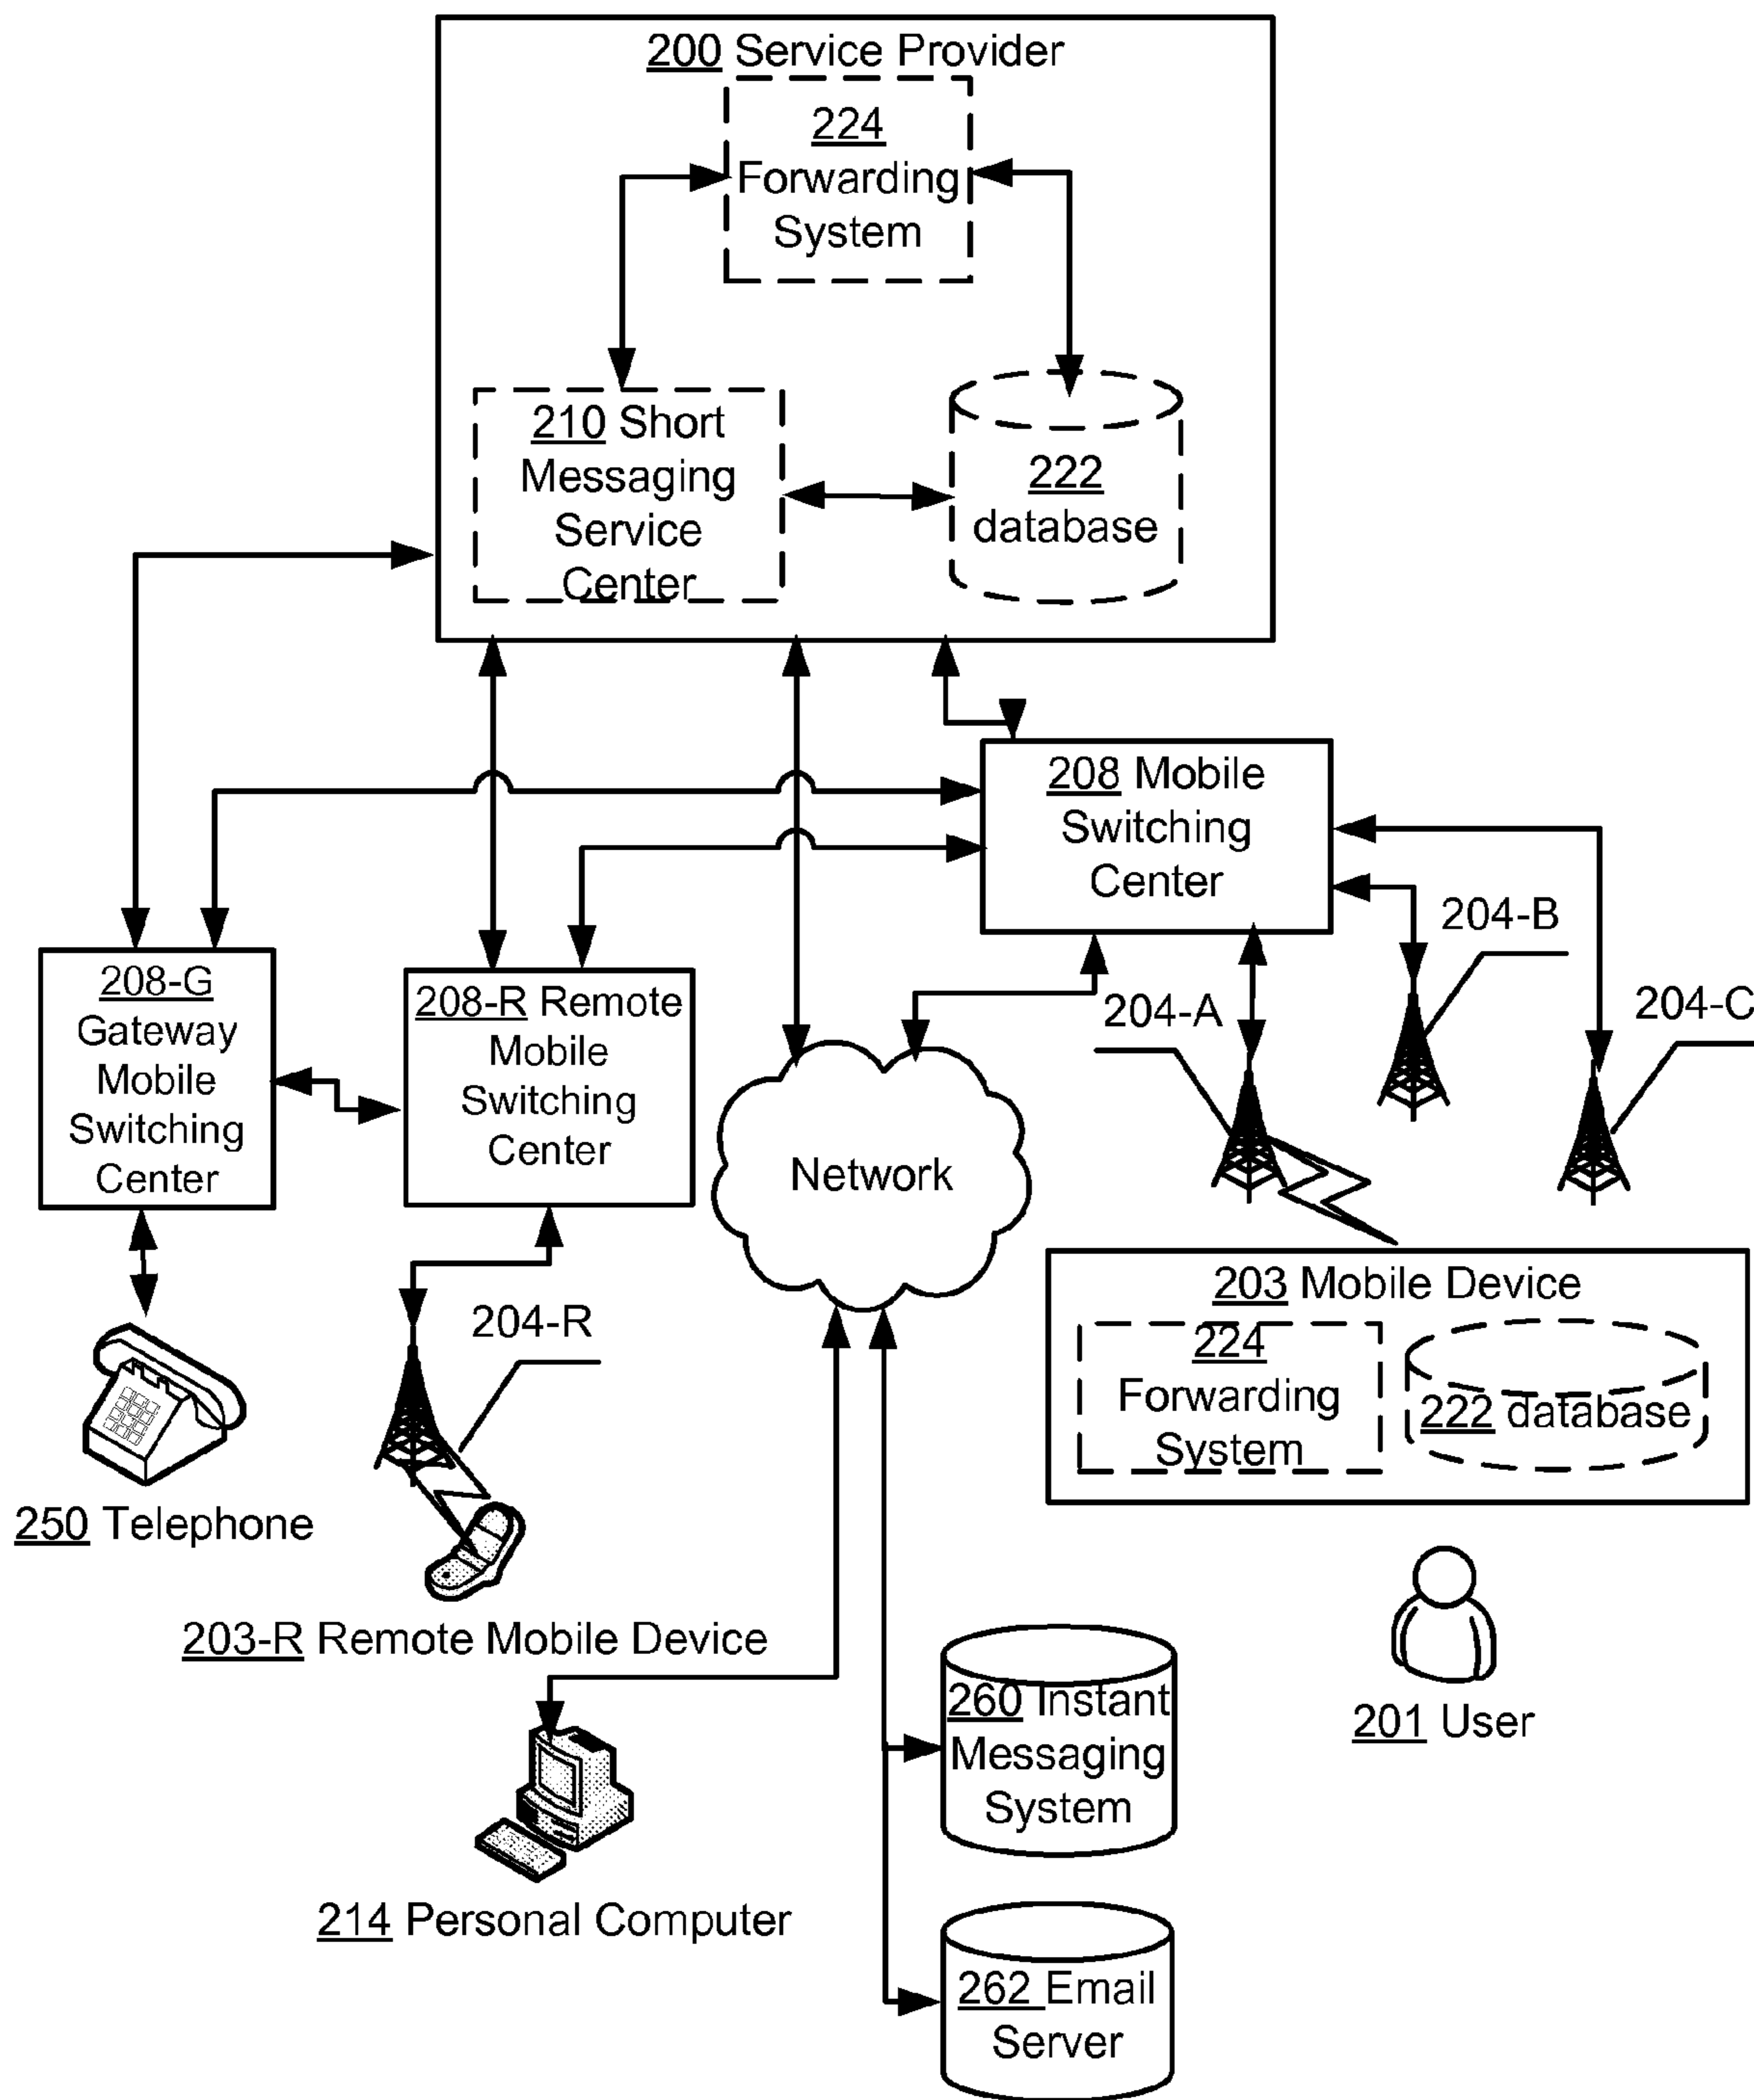 200 Service Provider
224
Forwarding
System
210 Short
Messaging
Service
Center
222
database
208 Mobile
Switching
Center
204-B
204-A
204-C
208-G
Gateway
Mobile
Switching
Center
208-R Remote
Mobile
Switching
Center
Network
203 Mobile Device
224
Forwarding
System
222 database
204-R
250 Telephone
203-R Remote Mobile Device
201 User
260 Instant
Messaging
System
214 Personal Computer
262 Email
Server